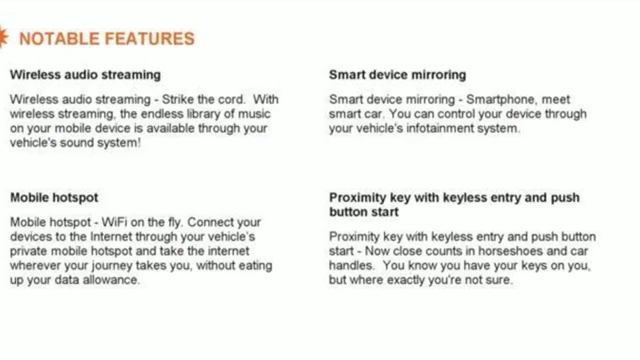 NOTABLE FEATURES
Wireless audio streaming
Wireless audio streaming - Strike the cord. With
wireless streaming, the endless library of music
on your mobile device is available through your
vehicle's sound system!
Smart device mirroring
Smart device mirroring - Smartphone, meet
smart car. You can control your device through
your vehicle's infotainment system.
Mobile hotspot
Mobile hotspot - WiFi on the fly. Connect your
devices to the Internet through your vehicle's
private mobile hotspot and take the internet
wherever your journey takes you, without eating
up your data allowance.
Proximity key with keyless entry and push
button start
Proximity key with keyless entry and push button
start - Now close counts in horseshoes and car
handles. You know you have your keys on you,
but where exactly you're not sure.